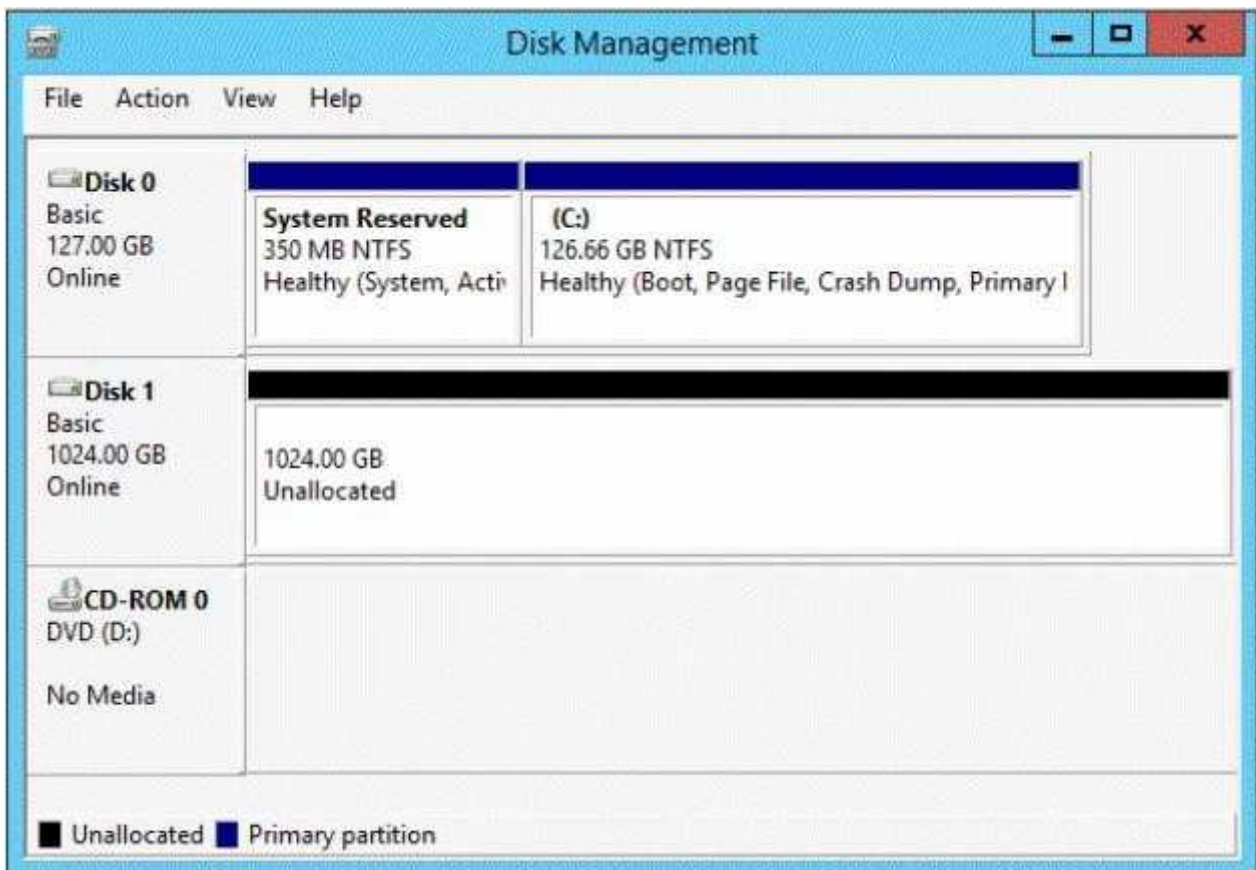 Disk Management
File Action View Help
Disk 0
Basic
127.00 GB
Online
System Reserved
350 MB NTFS
Healthy (System, Activ
(C:)
126.66 GB NTFS
Healthy (Boot, Page File, Crash Dump, Primary I
Disk 1
Basic
1024.00 GB
Online
1024.00 GB
Unallocated
CD-ROM 0
DVD (D:)
No Media
Unallocated Primary partition